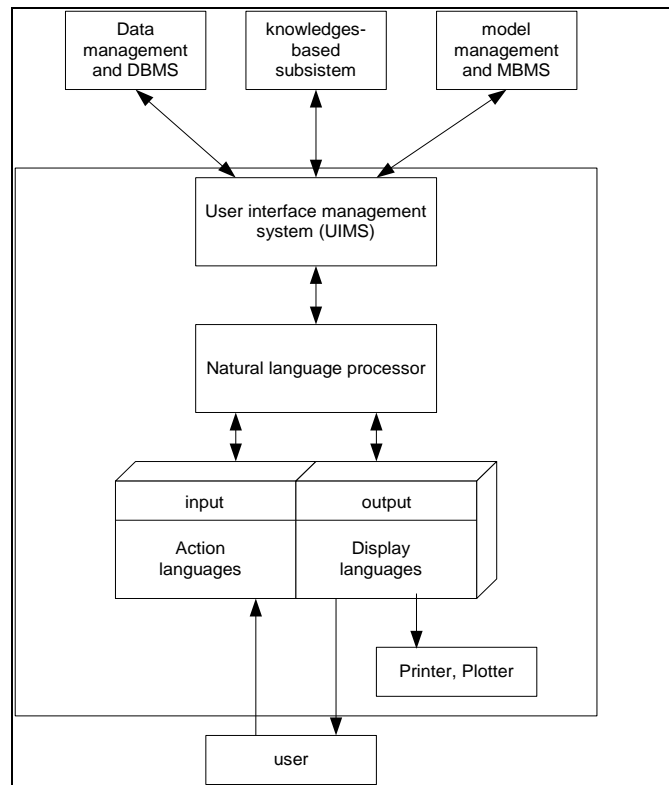 Data
management
and DBMS
knowledges-
based
subsistem
model
management
and MBMS
User interface management
system (UIMS)
Natural language processor
input
output
Action
languages
Display
languages
Printer, Plotter
user